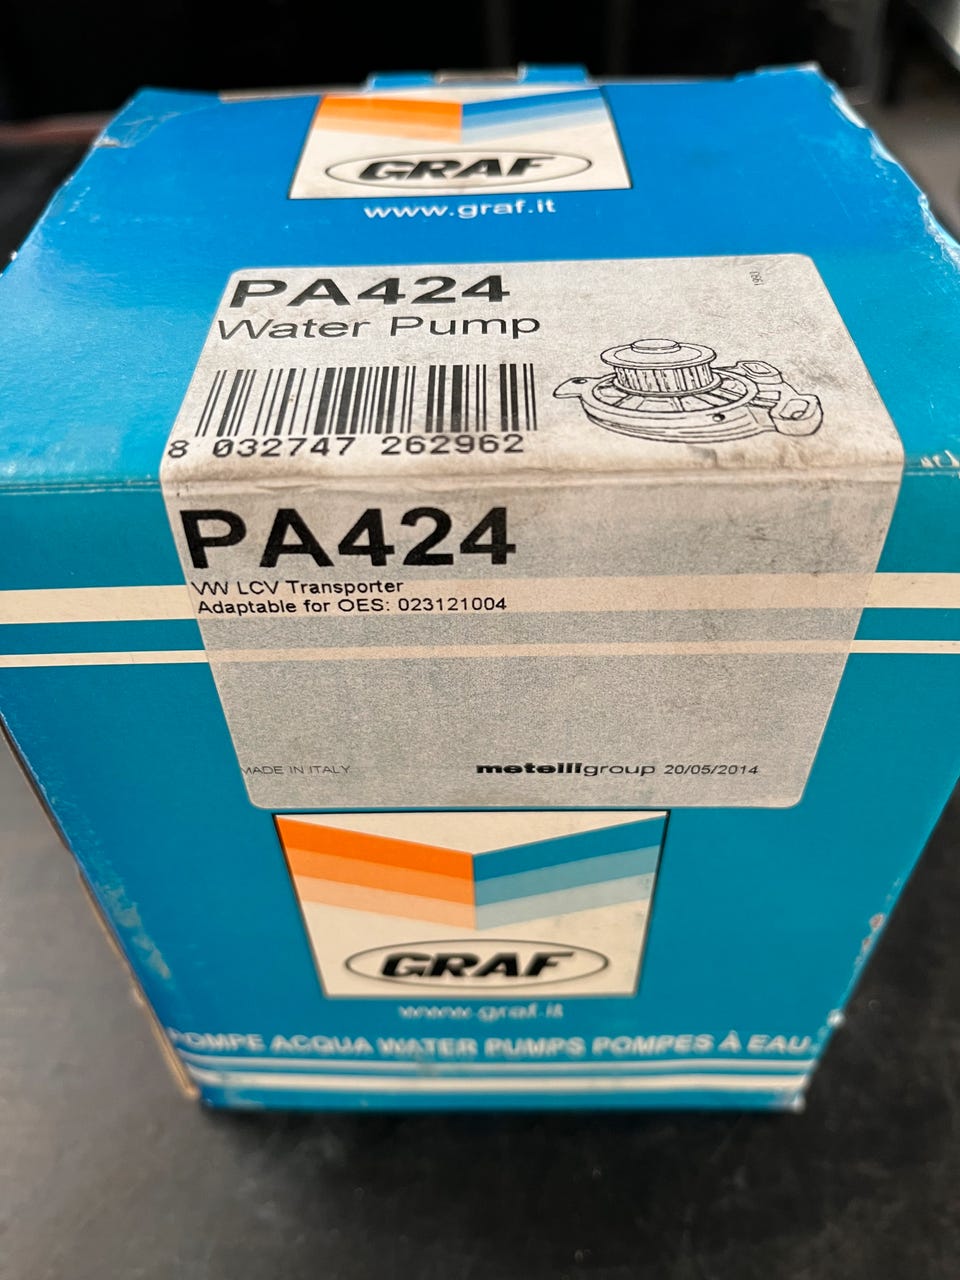 GRAF
www.graf.it
PA424
Water Pump
8 032747 262962
PA424
VW LCV Transporter
Adaptable for OES: 023121004
MADE IN ITALY
metelligroup 20/05/2014
GRAF
www.graf.it
POMPE ACQUA WATER PUMPS POMPES À EAU